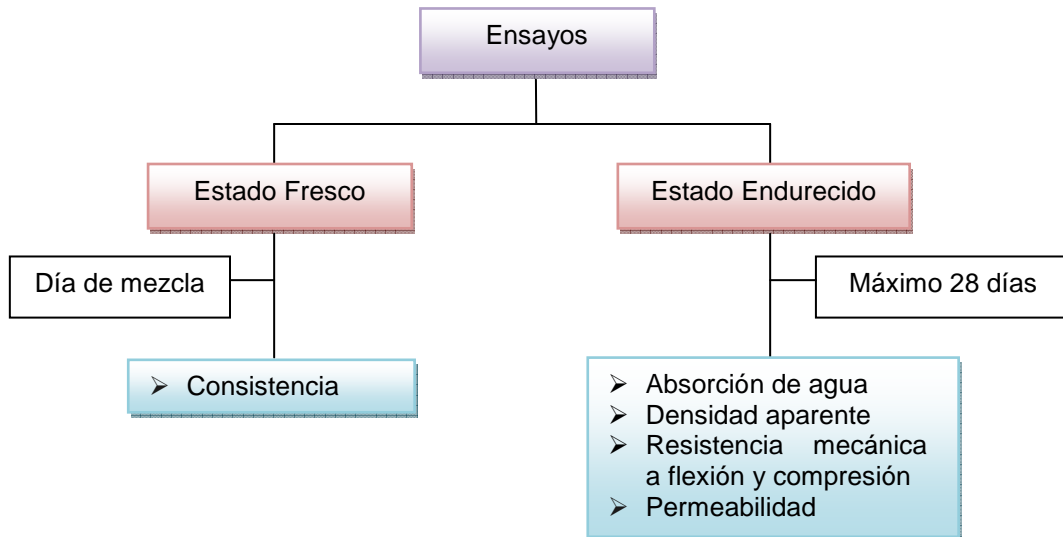 Ensayos
Estado Fresco
Estado Endurecido
Día de mezcla
Máximo 28 días
➢ Consistencia
➢ Absorción de agua
➢ Densidad aparente
➢ Resistencia mecánica
a flexión y compresión
➢ Permeabilidad